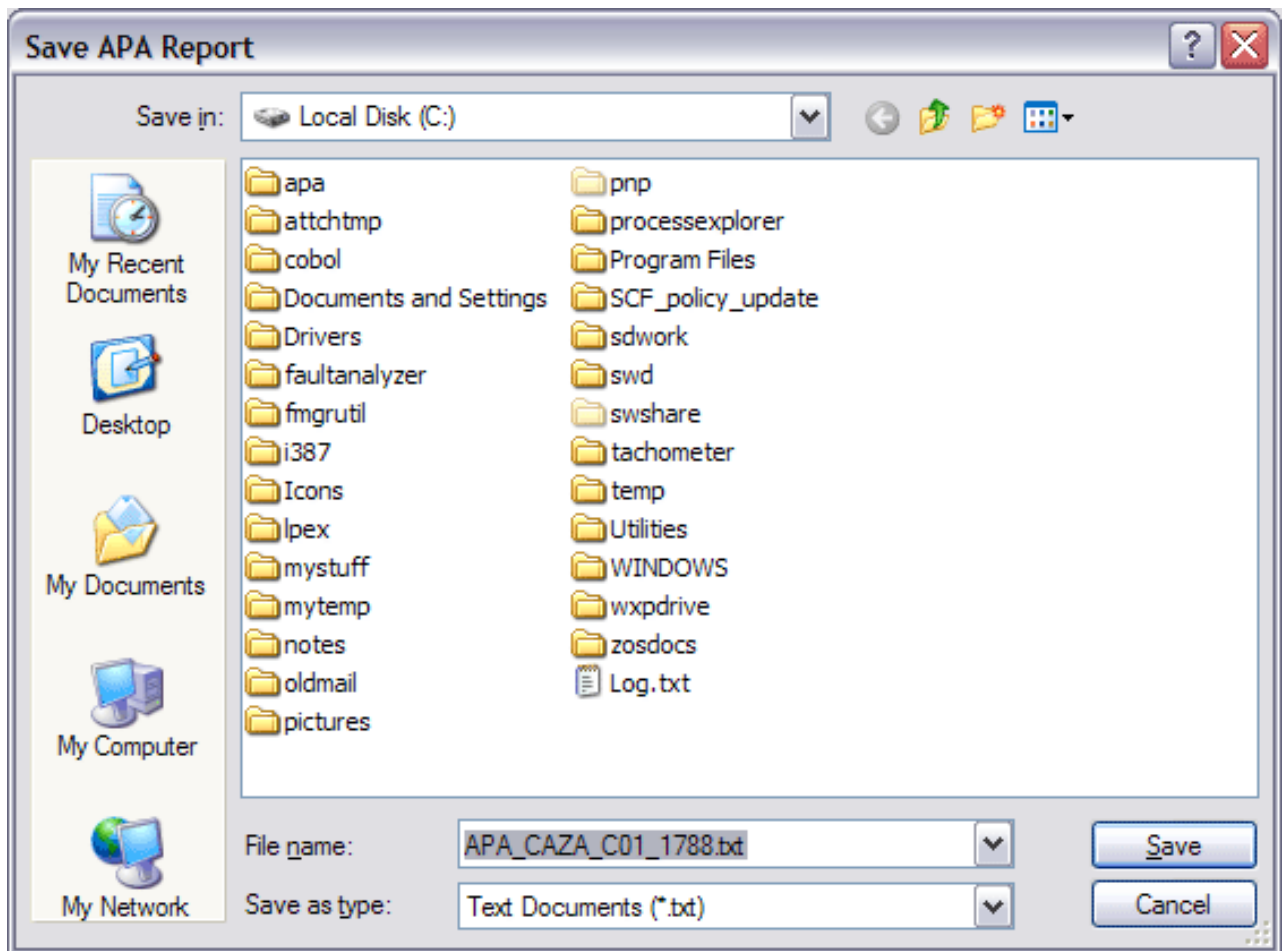 Save APA Report
Save in:
Local Disk (C:)
My Recent
Documents
Desktop
My Documents
My Computer
My Network
apa
attchtmp
cobol
Documents and Settings
Drivers
faultanalyzer
fmgrutil
i387
Icons
lpex
mystuff
mytemp
notes
oldmail
pictures
pnp
processexplorer
Program Files
SCF_policy_update
sdwork
swd
swshare
tachometer
temp
Utilities
WINDOWS
wxpdrive
zosdocs
Log.txt
File name:
APA_CAZA_C01_1788.txt
Save
Save as type:
Text Documents (*.txt)
Cancel